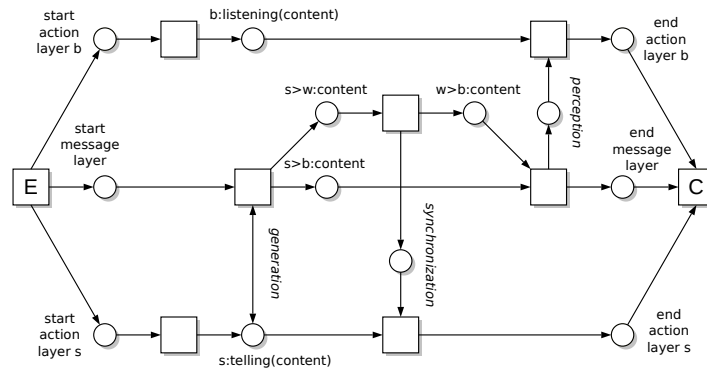 start
action
layer b
b:listening(content)
end
action
layer b
s>w:content
w>b:content
perception
start
message
layer
s>b:content
end
message
layer
E
C
generation
synchronization
start
action
layer s
s:telling(content)
end
action
layer s